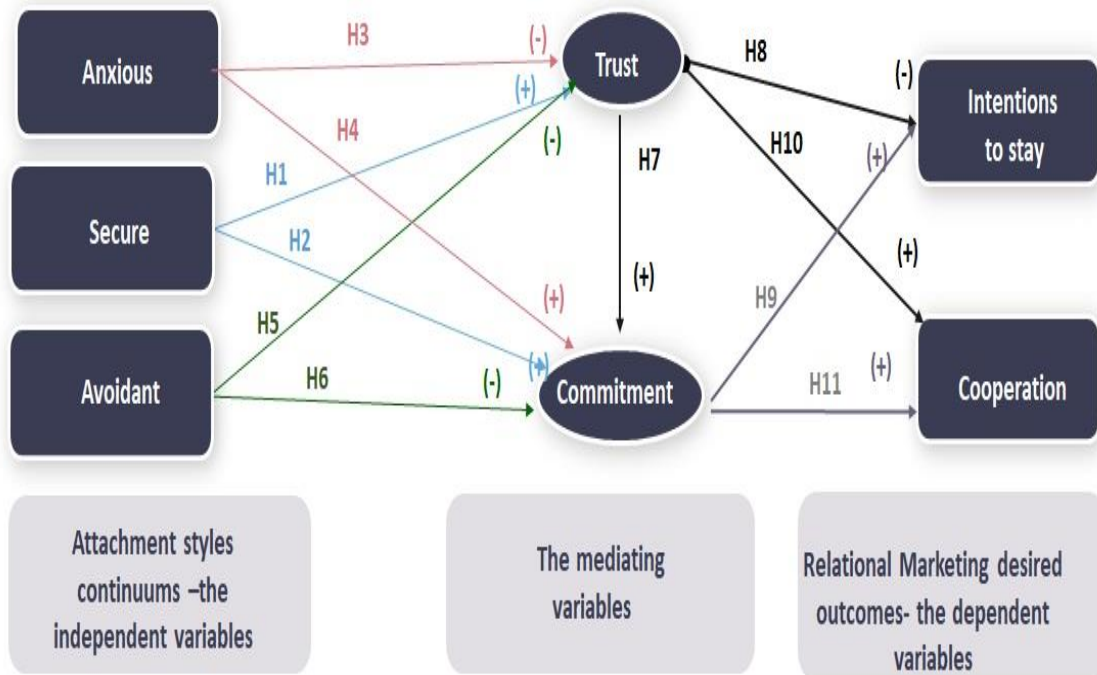 Anxious
H3
(-)
Trust
H8
(-)
Intentions
to stay
(+)
H4
(-)
H10
(+)
H7
H1
Secure
H2
(+)
(+)
(+)
H9
H5
H6
(-)
(+)
(+)
H11
Avoidant
Commitment
Cooperation
Attachment styles
continuums –the
independent variables
The mediating
variables
Relational Marketing desired
outcomes- the dependent
variables